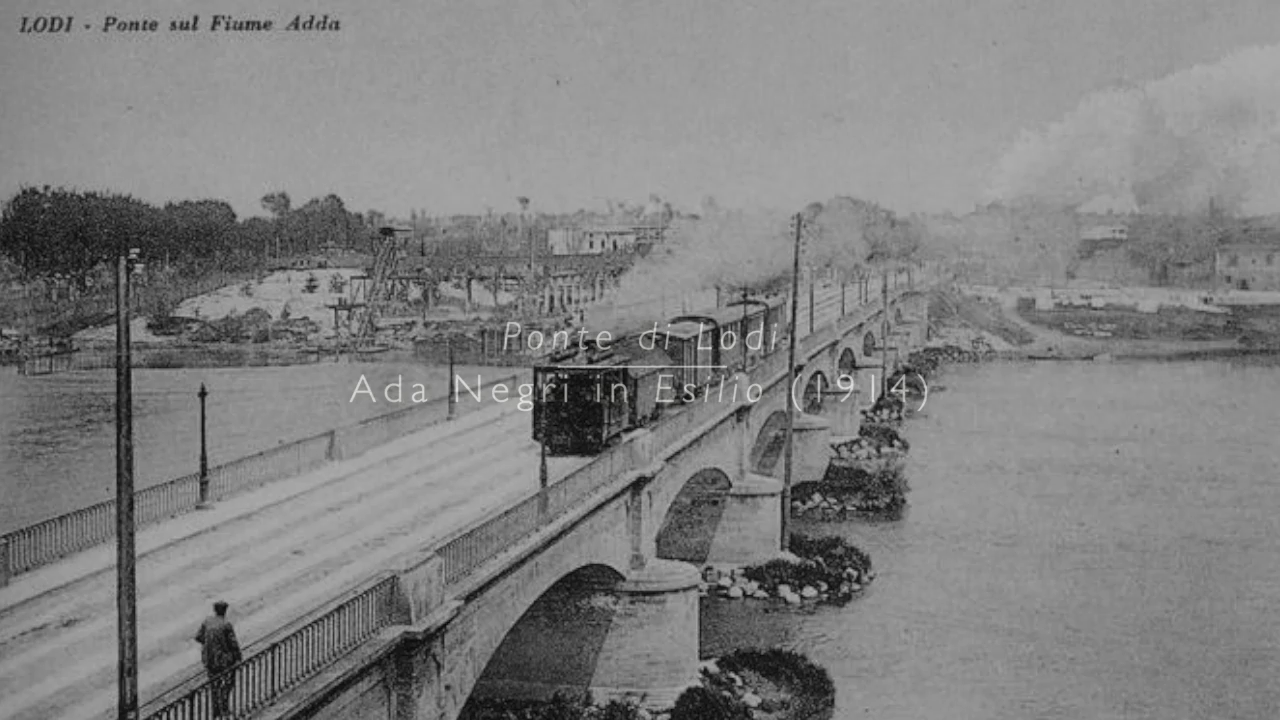 LODI - Ponte sul Fiume Adda
Ponte di Lodi
Ada Negri in Esilio (1914)